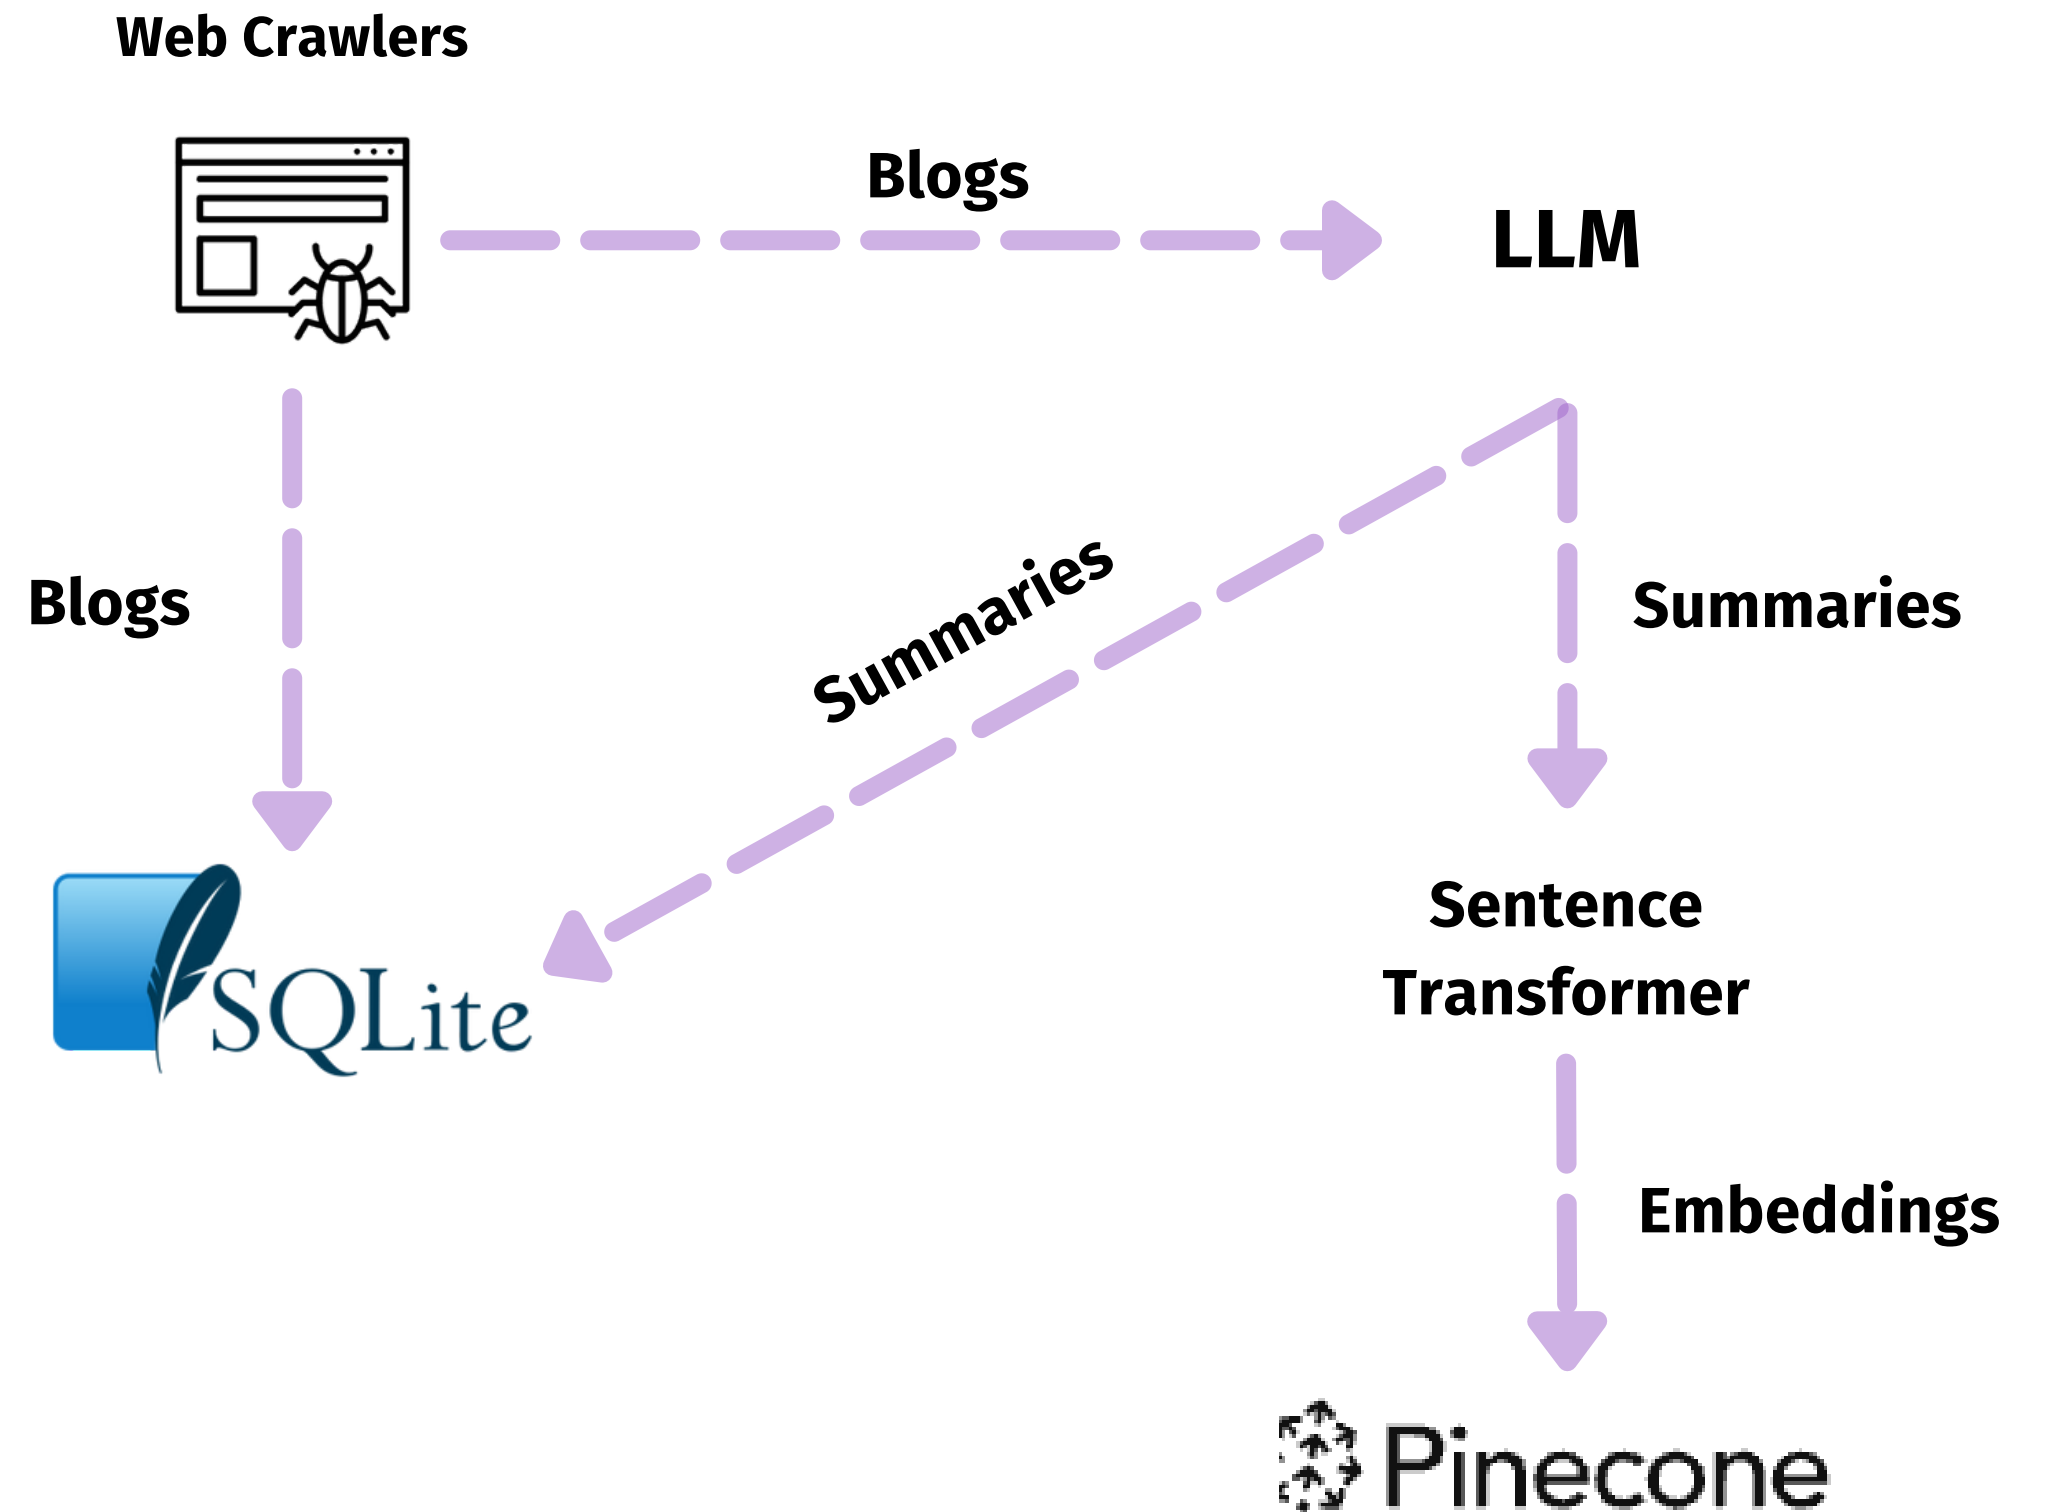 Web Crawlers
Blogs
LLM
Blogs
Summaries
Summaries
SQLite
Sentence
Transformer
Embeddings
Pinecone